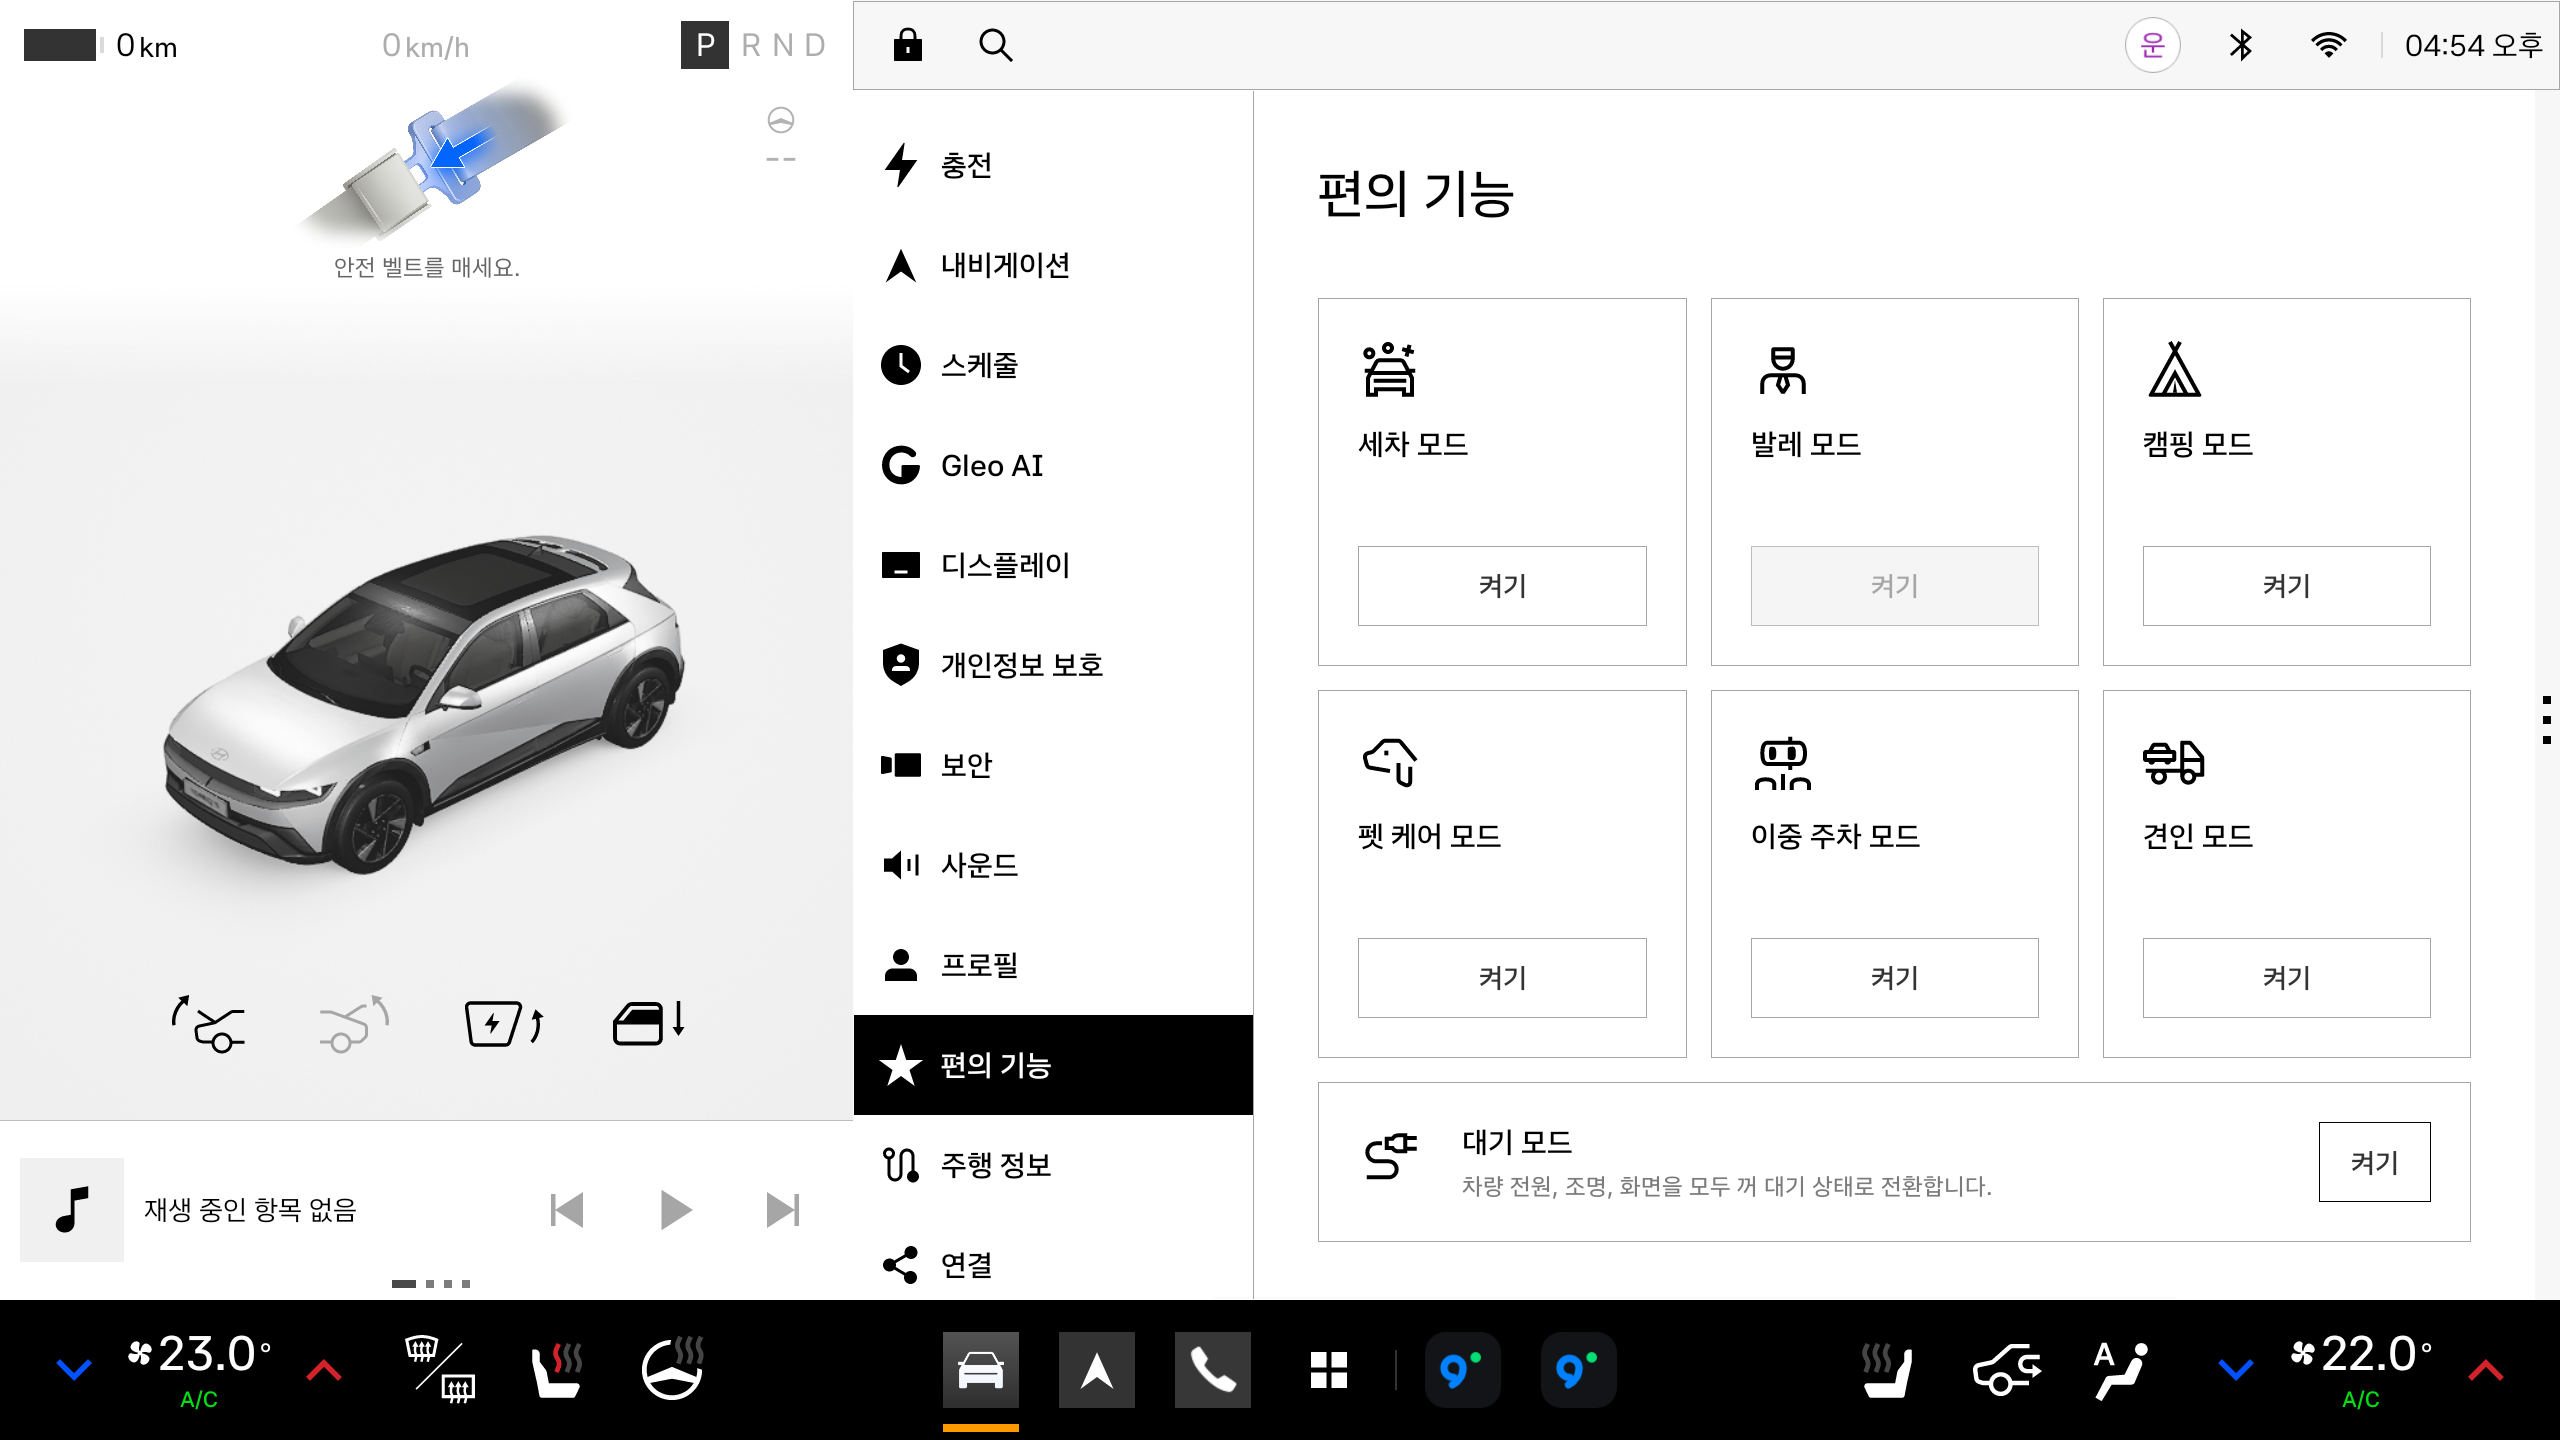 0 km
0 km/h
P R N D
운
04:54 오후
--
안전 벨트를 매세요.
재생 중인 항목 없음
충전
내비게이션
스케줄
Gleo AI
디스플레이
개인정보 보호
보안
사운드
프로필
편의 기능
주행 정보
연결
편의 기능
세차 모드
켜기
발레 모드
켜기
캠핑 모드
켜기
펫 케어 모드
켜기
이중 주차 모드
켜기
견인 모드
켜기
대기 모드
차량 전원, 조명, 화면을 모두 꺼 대기 상태로 전환합니다.
켜기
23.0°
A/C
A
22.0°
A/C